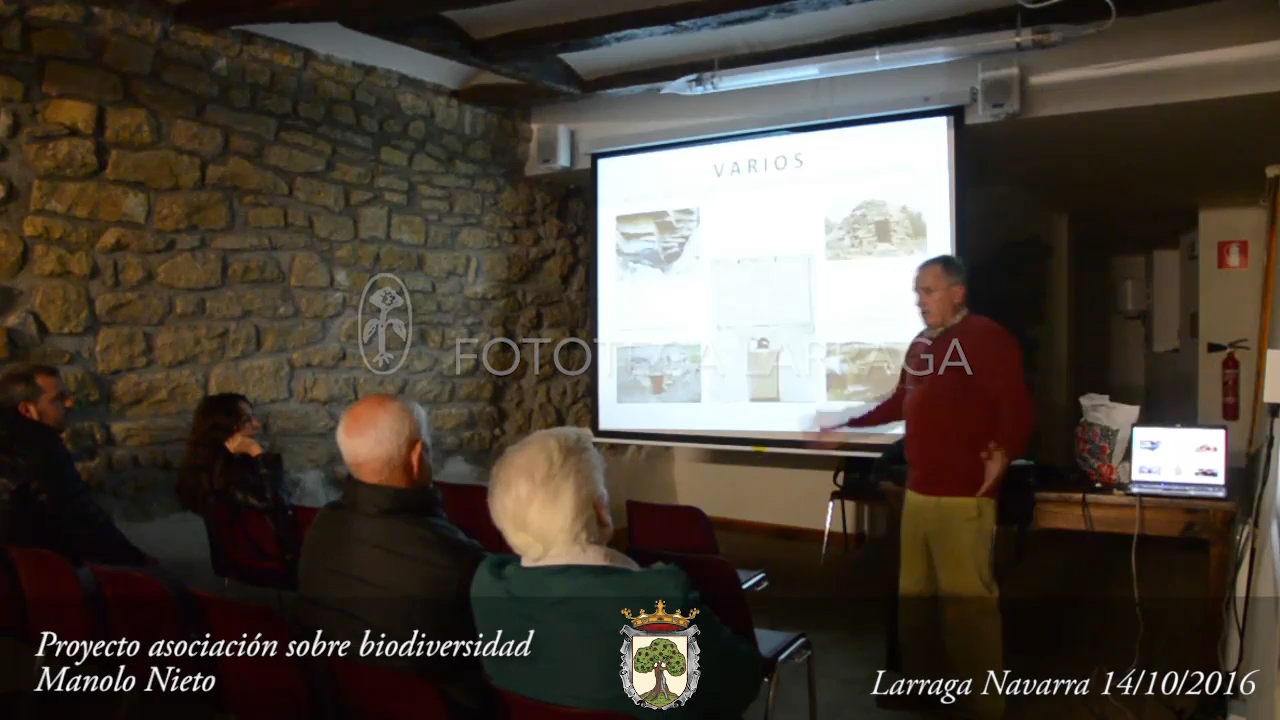 VARIOS
FOTOTECA LARRAGA
Proyecto asociación sobre biodiversidad
Manolo Nieto
Larraga Navarra 14/10/2016